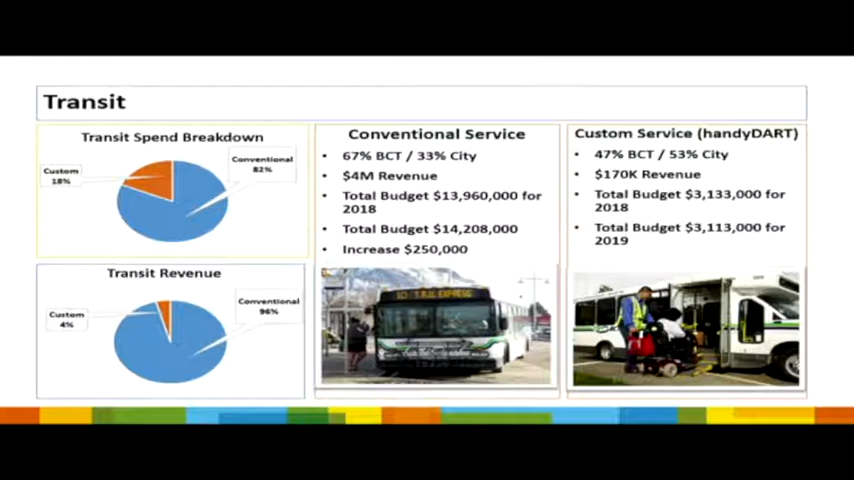 Transit
Transit Spend Breakdown
Custom
18%
Conventional
82%
Transit Revenue
Custom
4%
Conventional
96%
Conventional Service
• 67% BCT / 33% City
• $4M Revenue
• Total Budget $13,960,000 for
2018
• Total Budget $14,208,000
• Increase $250,000
Custom Service (handyDART)
• 47% BCT / 53% City
• $170K Revenue
• Total Budget $3,133,000 for
2018
• Total Budget $3,113,000 for
2019